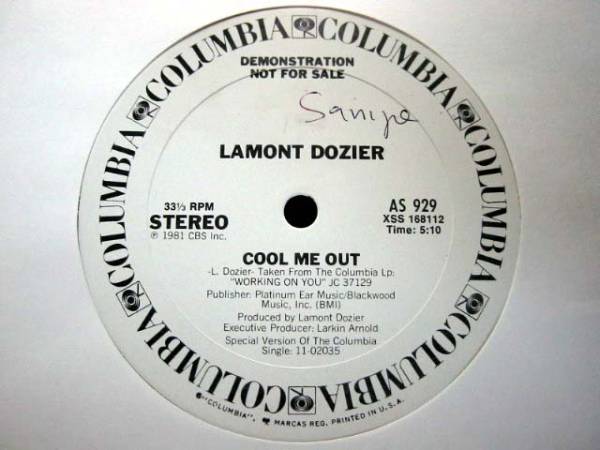 COLUMBIA COLUMBIA COLUMBIA COLUMBIA COLUMBIA COLUMBIA COLUMBIA COLUMBIA
DEMONSTRATION
NOT FOR SALE
LAMONT DOZIER
33⅓ RPM
STEREO
℗ 1981 CBS Inc.
AS 929
XSS 168112
Time: 5:10
COOL ME OUT
-L. Dozier- Taken From The Columbia Lp:
"WORKING ON YOU" JC 37129
Publisher: Platinum Ear Music/Blackwood
Music, Inc. (BMI)
Produced by Lamont Dozier
Executive Producer: Larkin Arnold
Special Version Of The Columbia
Single: 11-02035
"COLUMBIA", MARCAS REG. PRINTED IN U.S.A.